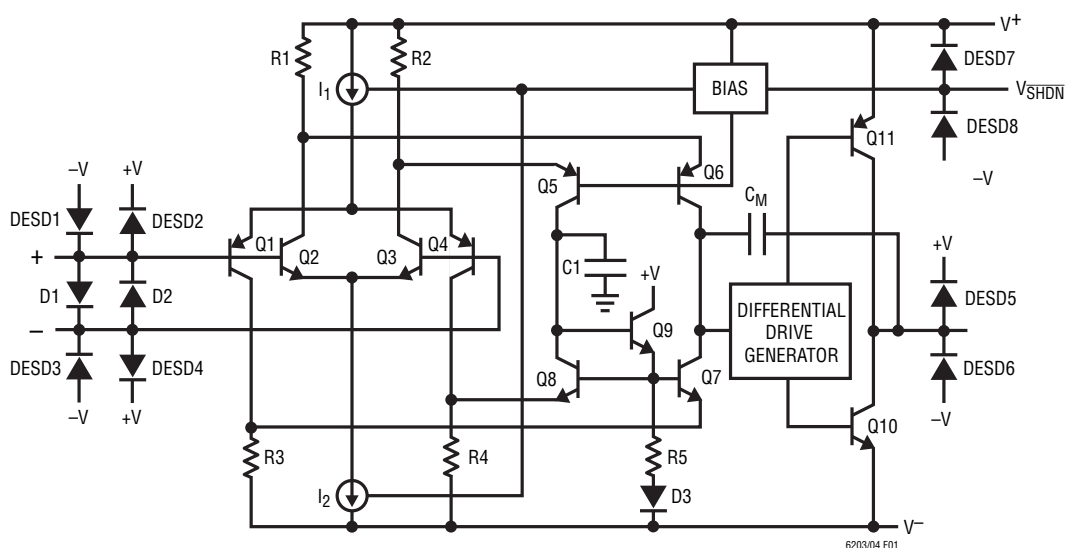 V+
R1
R2
DESD7
I1
BIAS
VSHDN
DESD8
Q11
–V
+V
–V
DESD1
DESD2
Q5
Q6
CM
+
Q1
Q2
Q3
Q4
+V
C1
+V
D1
D2
DESD5
–
Q9
DIFFERENTIAL
DRIVE
GENERATOR
DESD3
DESD4
Q8
Q7
DESD6
–V
+V
–V
Q10
R3
R4
R5
I2
D3
V–
6203/04 F01